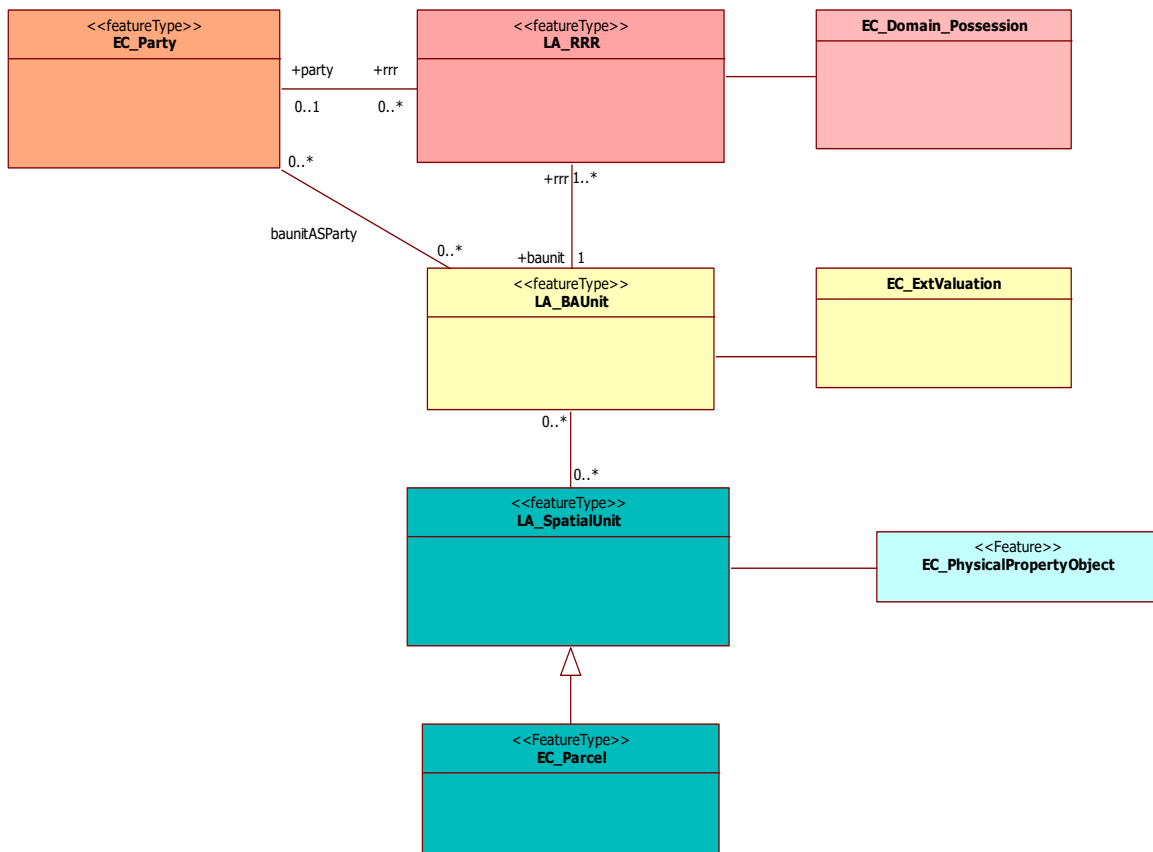 <<featureType>>
EC_Party
<<featureType>>
LA_RRR
EC_Domain_Possession
+party
+rrr
0..1
0..*
0..*
+rrr
1..*
baunitASParty
0..*
+baunit
1
<<featureType>>
LA_BAUnit
EC_ExtValuation
0..*
0..*
<<featureType>>
LA_SpatialUnit
<<Feature>>
EC_PhysicalPropertyObject
<<FeatureType>>
EC_Parcel